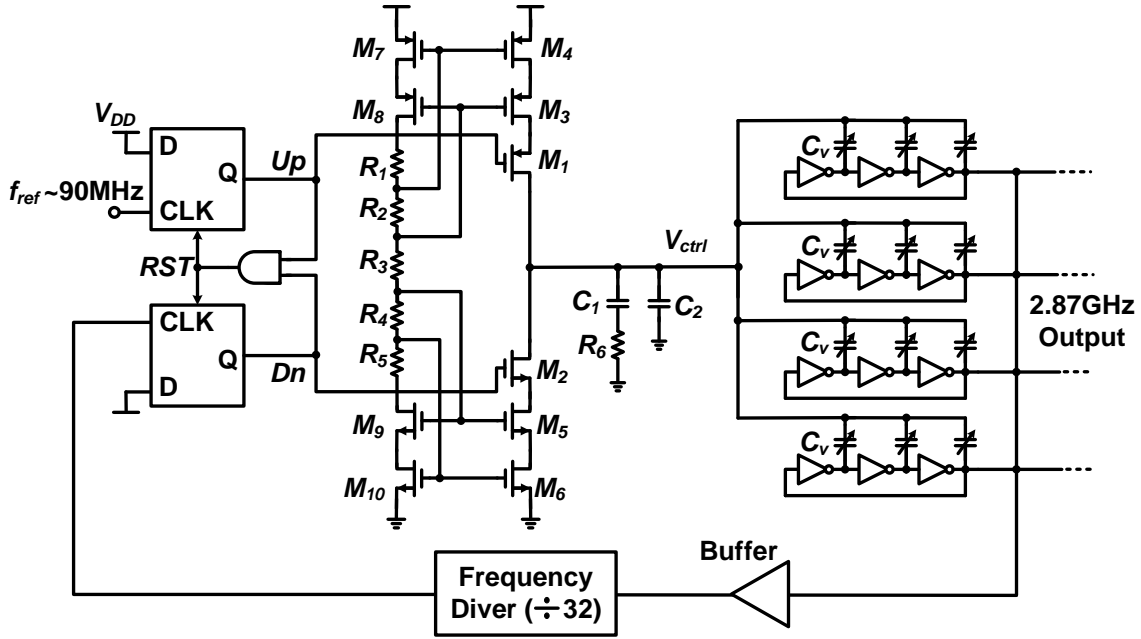 M7
M4
VDD
M8
M3
D
Q
Up
R1
M1
fref ~90MHz
CLK
R2
RST
R3
Vctrl
CLK
R4
C1
C2
Q
Dn
R5
R6
M2
D
M9
M5
M10
M6
Cv
Cv
Cv
Cv
2.87GHz
Output
Buffer
Frequency
Diver (÷32)